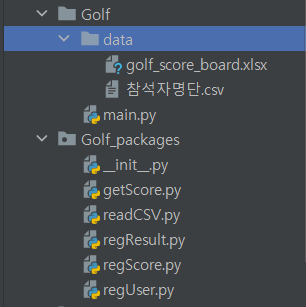 Golf
data
golf_score_board.xlsx
참석자명단.csv
main.py
Golf_packages
__init__.py
getScore.py
readCSV.py
regResult.py
regScore.py
regUser.py